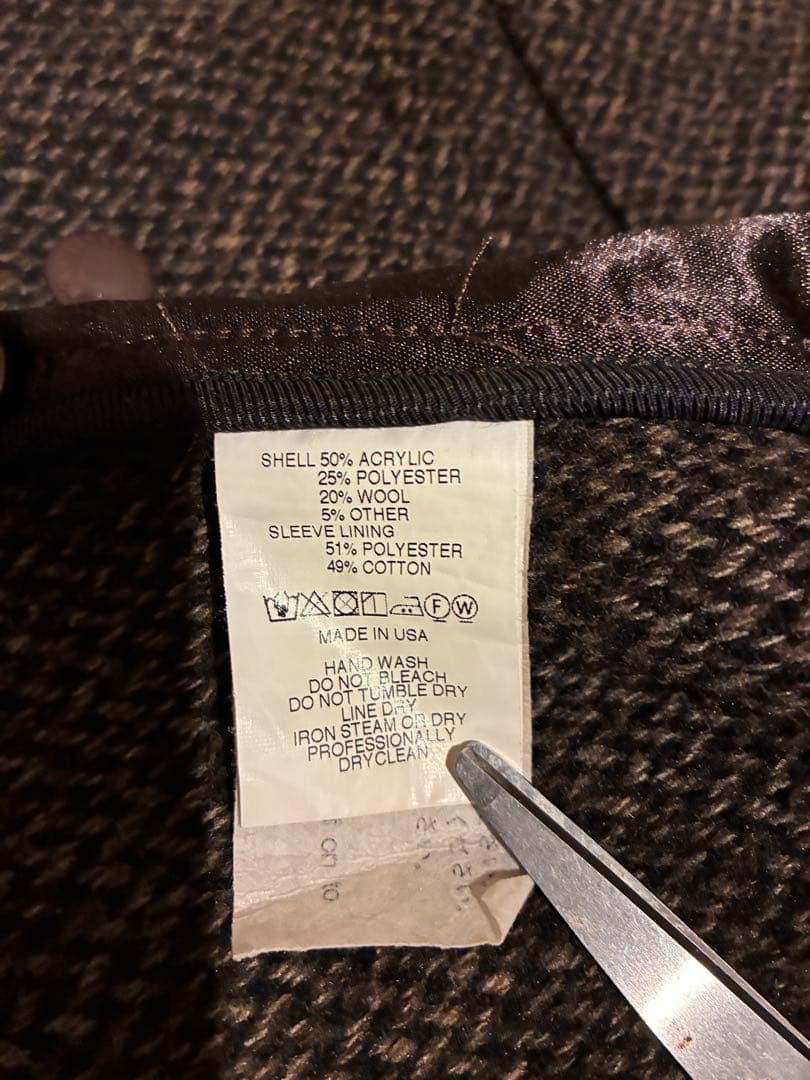 SHELL 50% ACRYLIC
25% POLYESTER
20% WOOL
5% OTHER
SLEEVE LINING
51% POLYESTER
49% COTTON
F W
MADE IN USA
HAND WASH
DO NOT BLEACH
DO NOT TUMBLE DRY
LINE DRY
IRON STEAM OR DRY
PROFESSIONALLY
DRYCLEAN